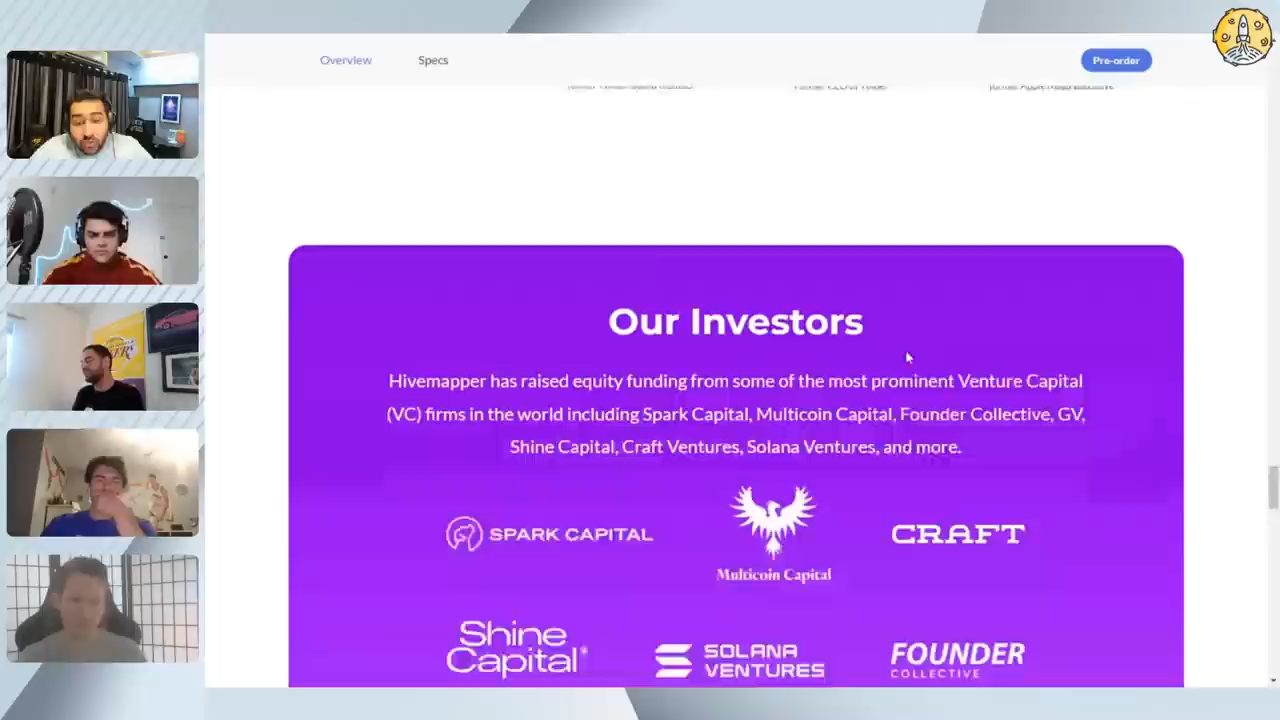 Overview
Specs
Pre-order
Our Investors
Hivemapper has raised equity funding from some of the most prominent Venture Capital
(VC) firms in the world including Spark Capital, Multicoin Capital, Founder Collective, GV,
Shine Capital, Craft Ventures, Solana Ventures, and more.
SPARK CAPITAL
Multicoin Capital
CRAFT
Shine
Capital
SOLANA
VENTURES
FOUNDER
COLLECTIVE